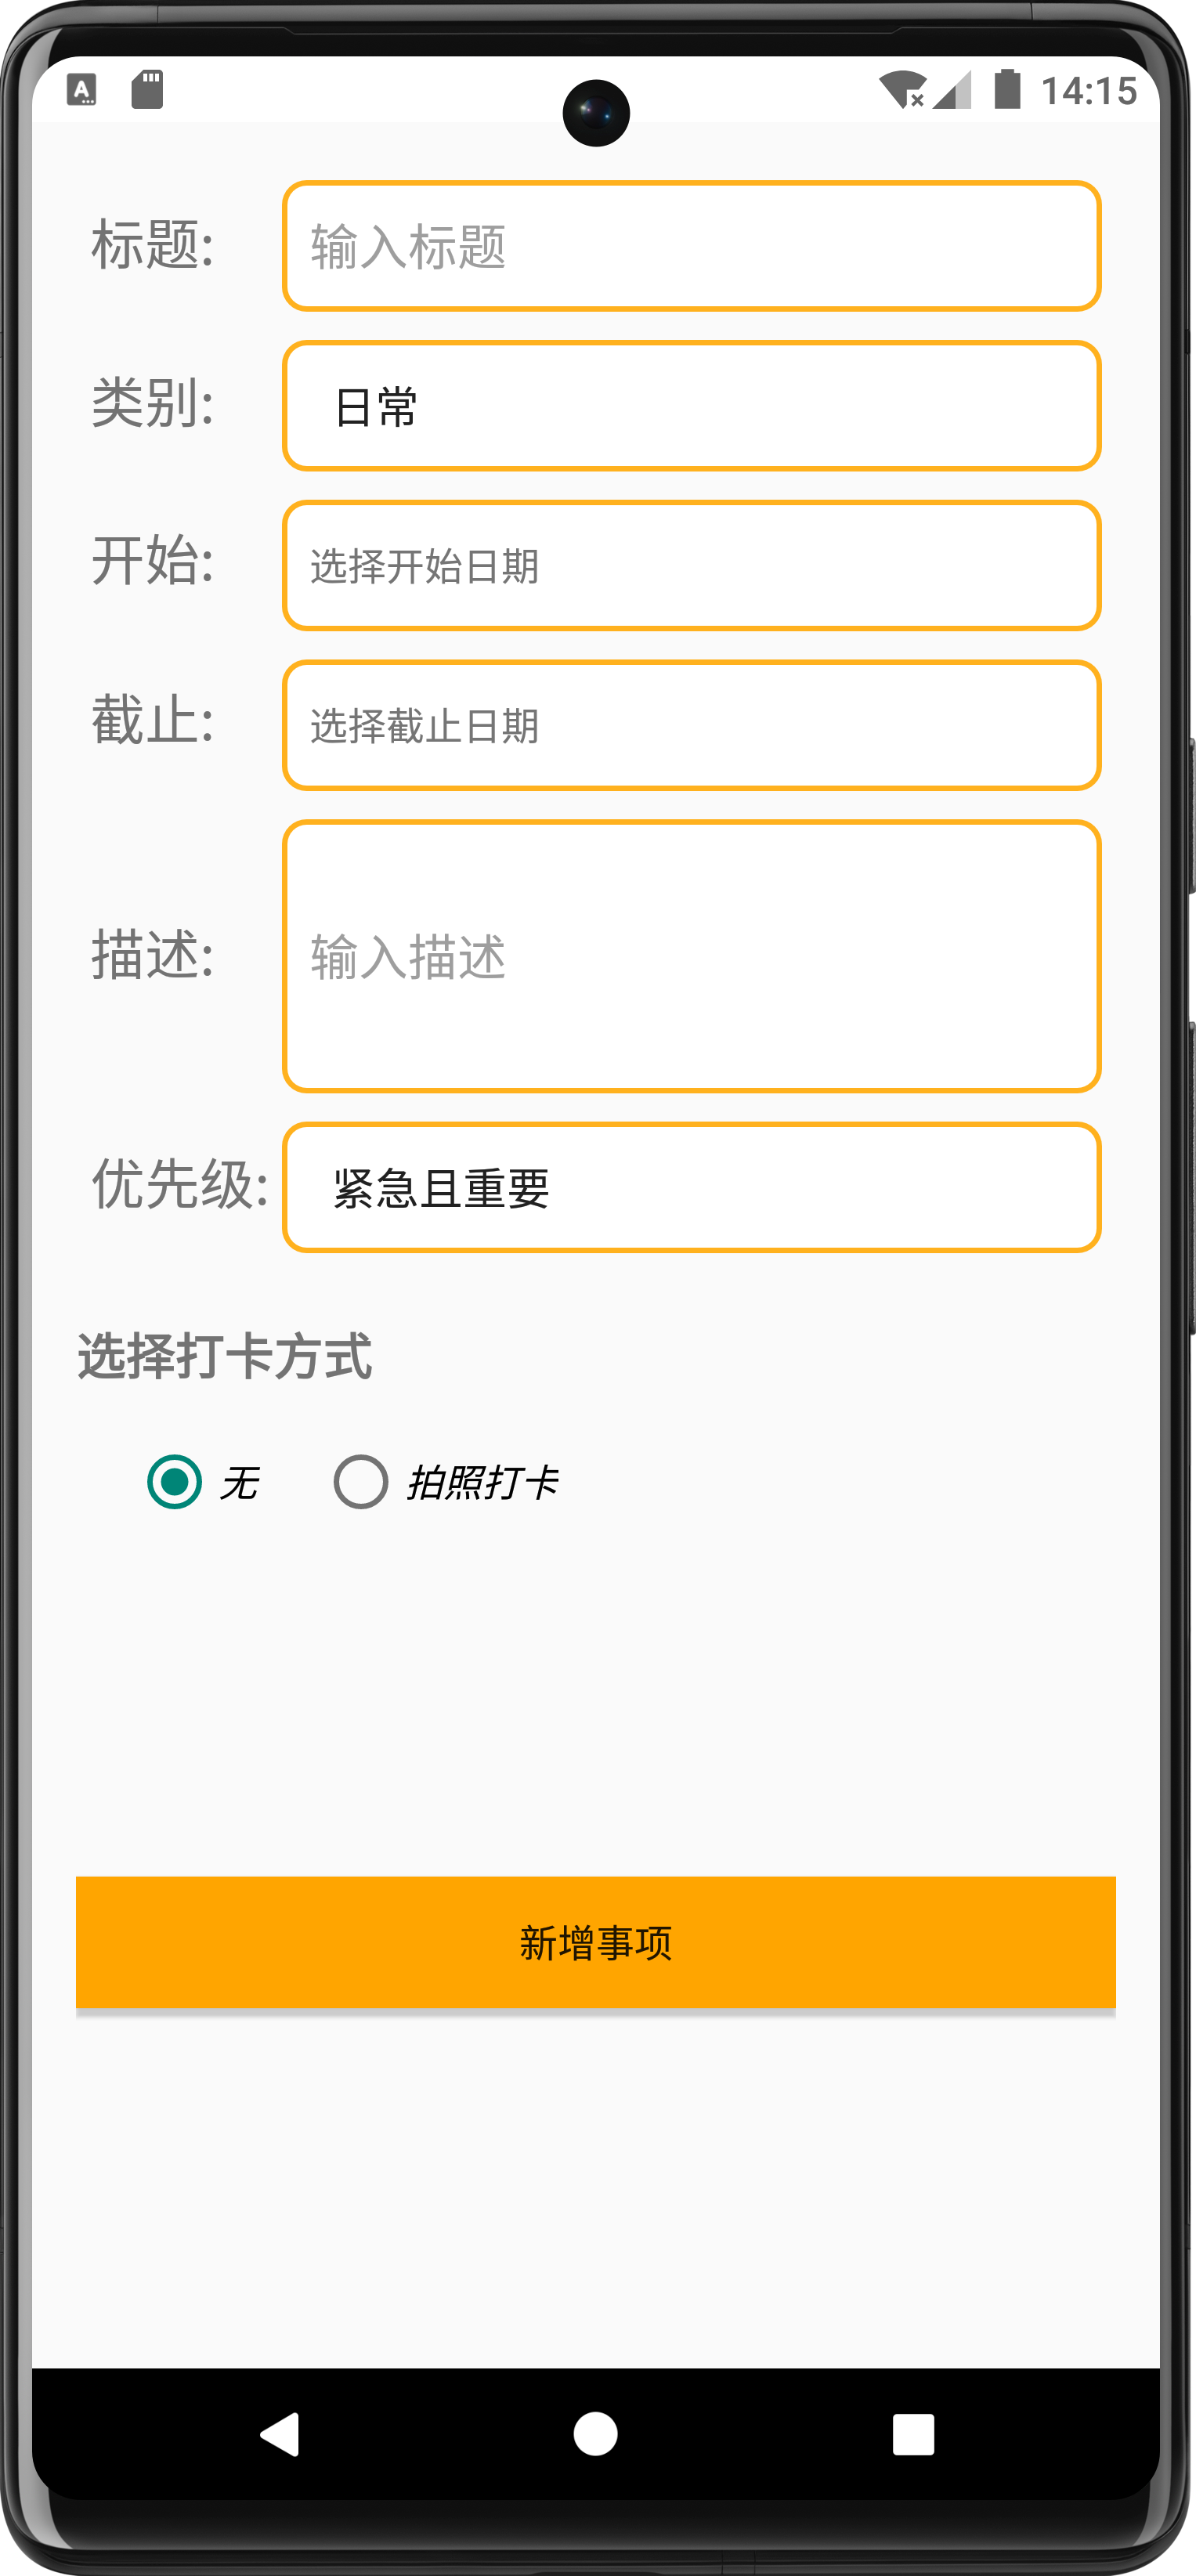 14:15
标题: 输入标题
类别: 日常
开始: 选择开始日期
截止: 选择截止日期
描述: 输入描述
优先级: 紧急且重要
选择打卡方式
无 拍照打卡
新增事项